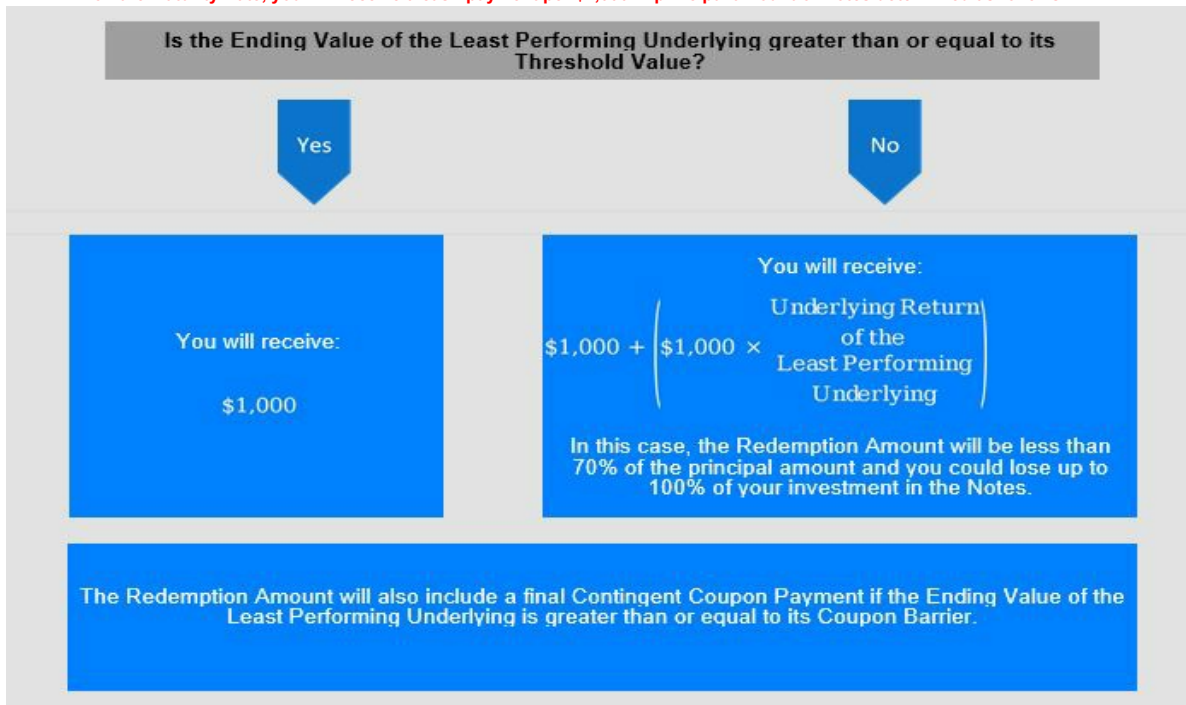 Is the Ending Value of the Least Performing Underlying greater than or equal to its
Threshold Value?
Yes
No
You will receive:
$1,000
You will receive:
$1,000 + ($1,000 × Underlying Return
of the
Least Performing
Underlying)
In this case, the Redemption Amount will be less than
70% of the principal amount and you could lose up to
100% of your investment in the Notes.
The Redemption Amount will also include a final Contingent Coupon Payment if the Ending Value of the
Least Performing Underlying is greater than or equal to its Coupon Barrier.